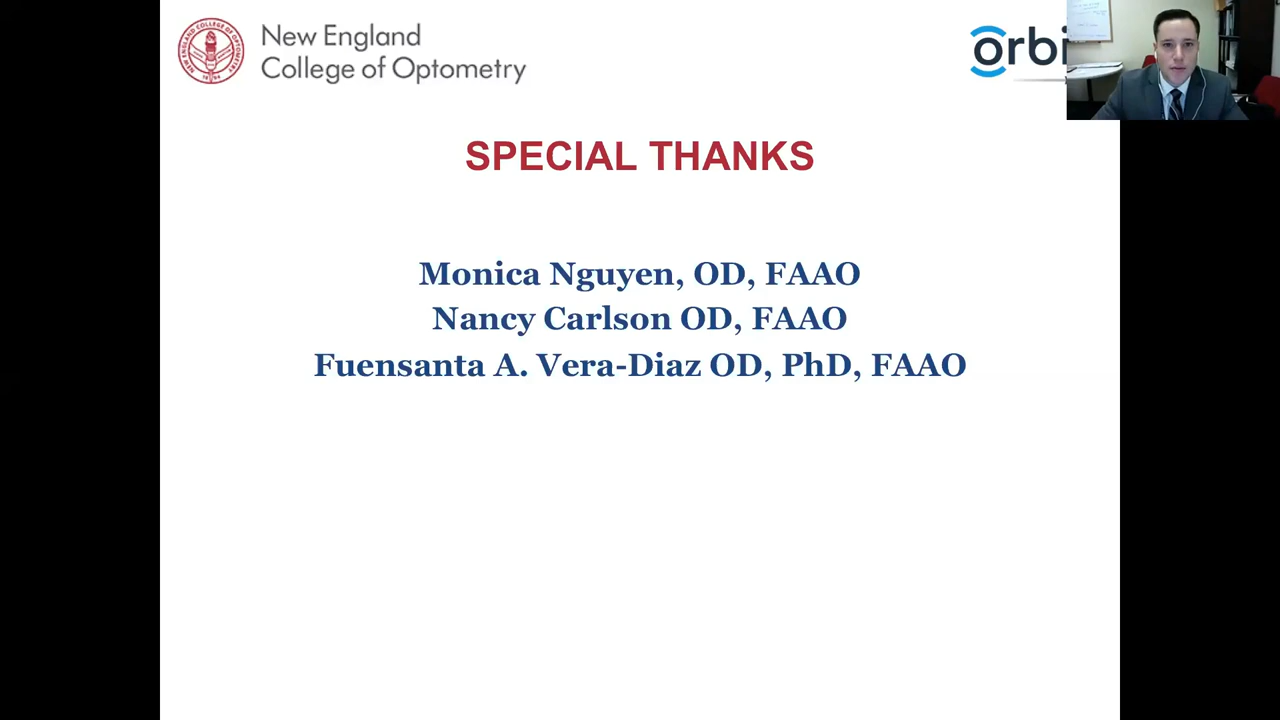 New England
College of Optometry
SPECIAL THANKS
Monica Nguyen, OD, FAAO
Nancy Carlson OD, FAAO
Fuensanta A. Vera-Diaz OD, PhD, FAAO